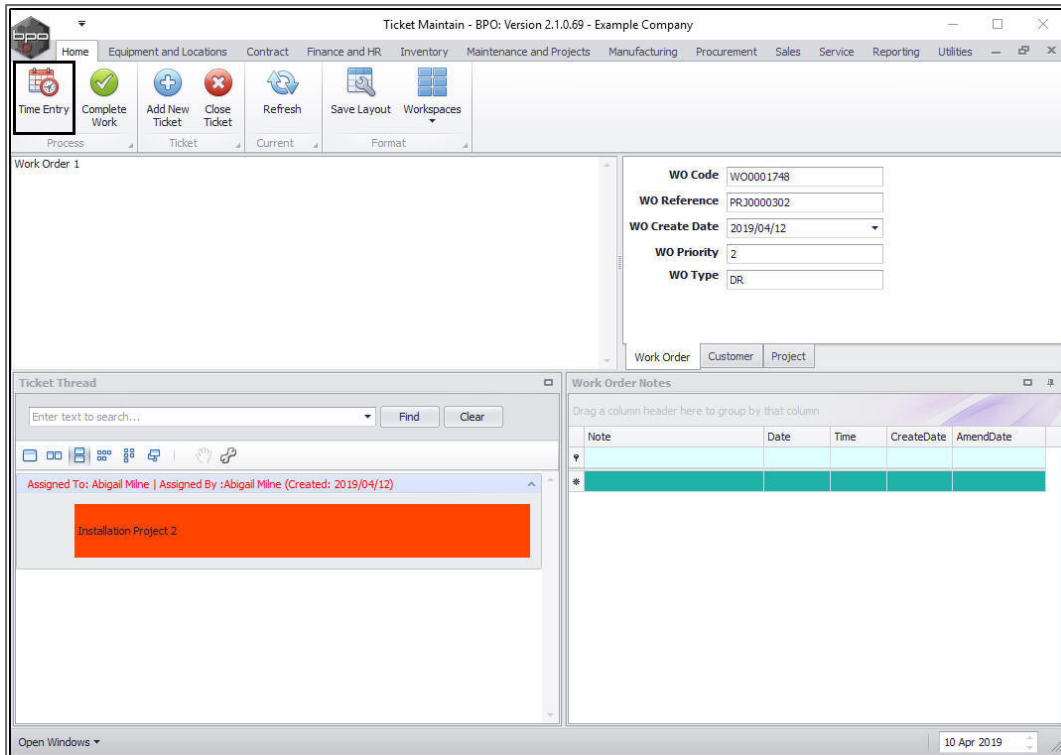 Ticket Maintain - BPO: Version 2.1.0.69 - Example Company
bpo
Home Equipment and Locations Contract Finance and HR Inventory Maintenance and Projects Manufacturing Procurement Sales Service Reporting Utilities
Time Entry Complete Work Add New Ticket Close Ticket Refresh Save Layout Workspaces
Process Ticket Current Format
Work Order 1
WO Code WO0001748
WO Reference PRJ0000302
WO Create Date 2019/04/12
WO Priority 2
WO Type DR
Work Order Customer Project
Ticket Thread
Enter text to search... Find Clear
Assigned To: Abigail Milne | Assigned By :Abigail Milne (Created: 2019/04/12)
Installation Project 2
Work Order Notes
Drag a column header here to group by that column
Note Date Time CreateDate AmendDate
Open Windows 10 Apr 2019